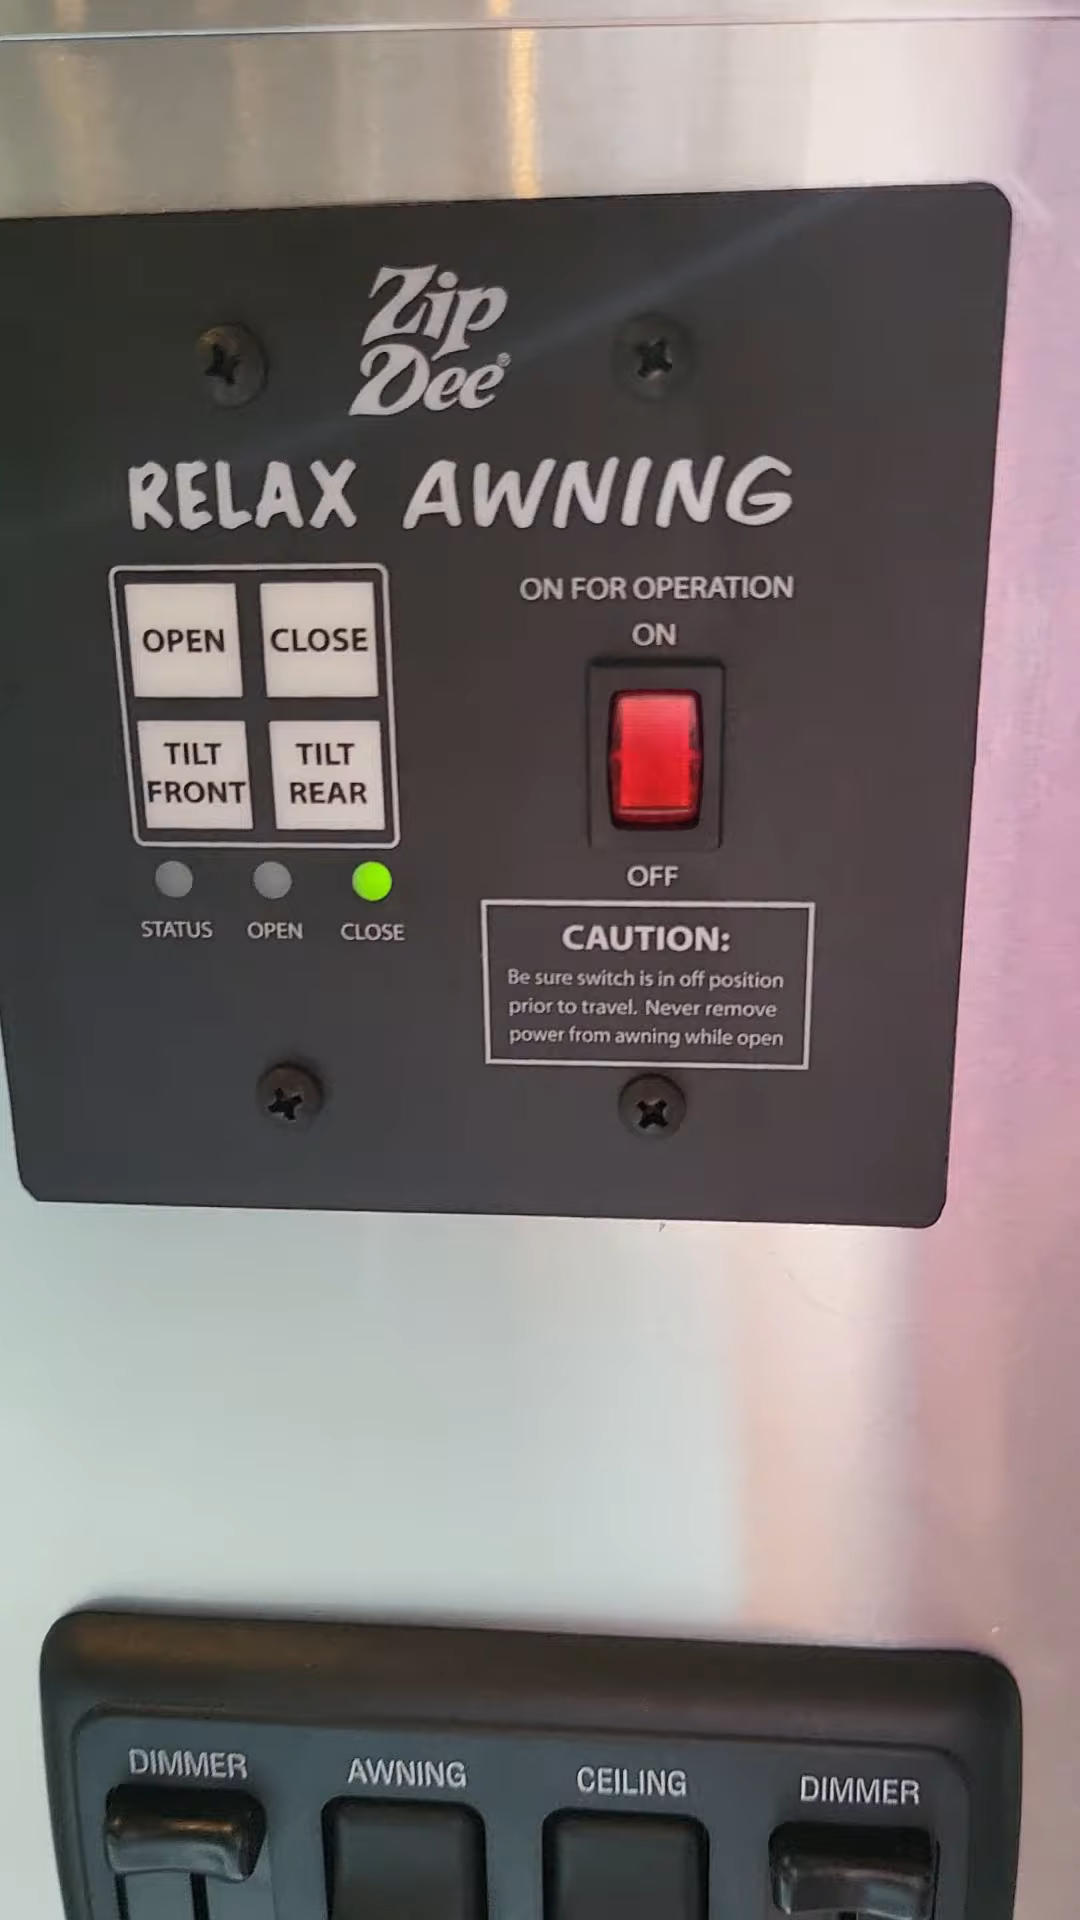 Zip
Dee®
RELAX AWNING
OPEN CLOSE
TILT FRONT
TILT REAR
STATUS OPEN CLOSE
ON FOR OPERATION
ON
OFF
CAUTION:
Be sure switch is in off position
prior to travel. Never remove
power from awning while open
DIMMER AWNING CEILING DIMMER